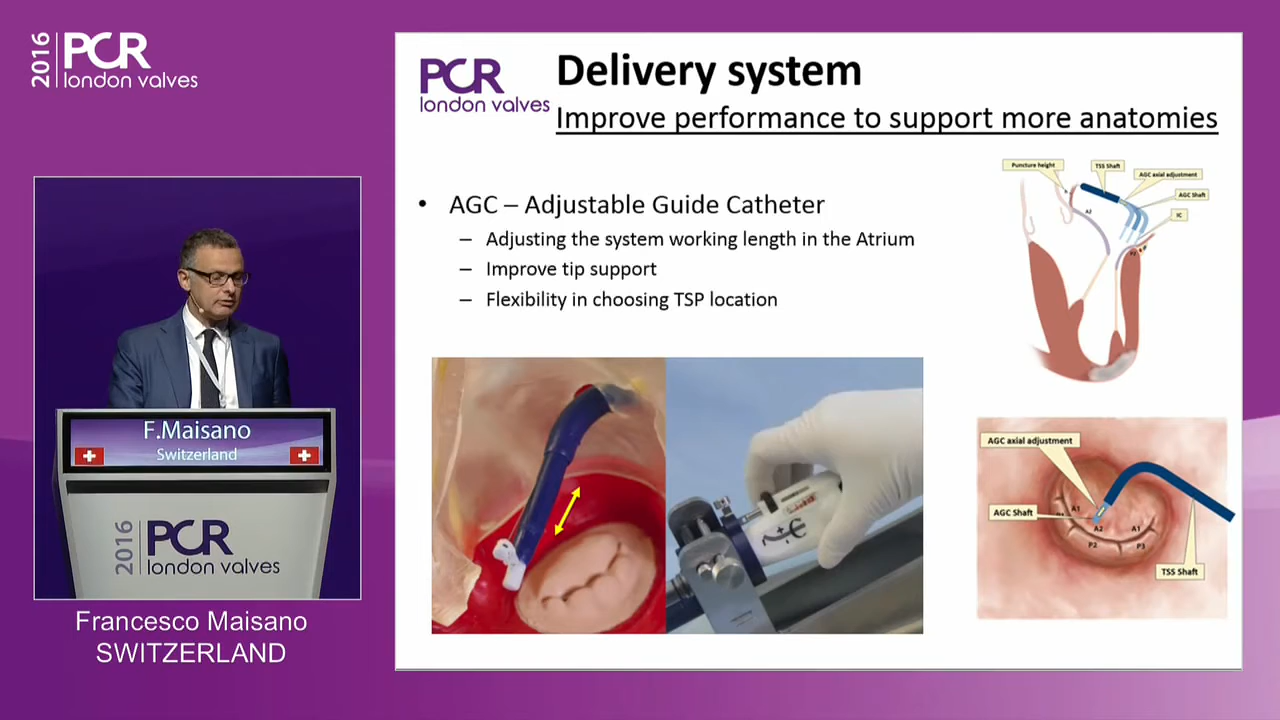 2016 PCR
london valves
F.Maisano
Switzerland
2016 PCR
london valves
Francesco Maisano
SWITZERLAND
PCR
london valves
Delivery system
Improve performance to support more anatomies
• AGC – Adjustable Guide Catheter
– Adjusting the system working length in the Atrium
– Improve tip support
– Flexibility in choosing TSP location
Puncture height
TSS Shaft
AGC axial adjustment
AGC Shaft
IC
A2
AGC axial adjustment
AGC Shaft
A1
A2
A1
P2
P3
TSS Shaft